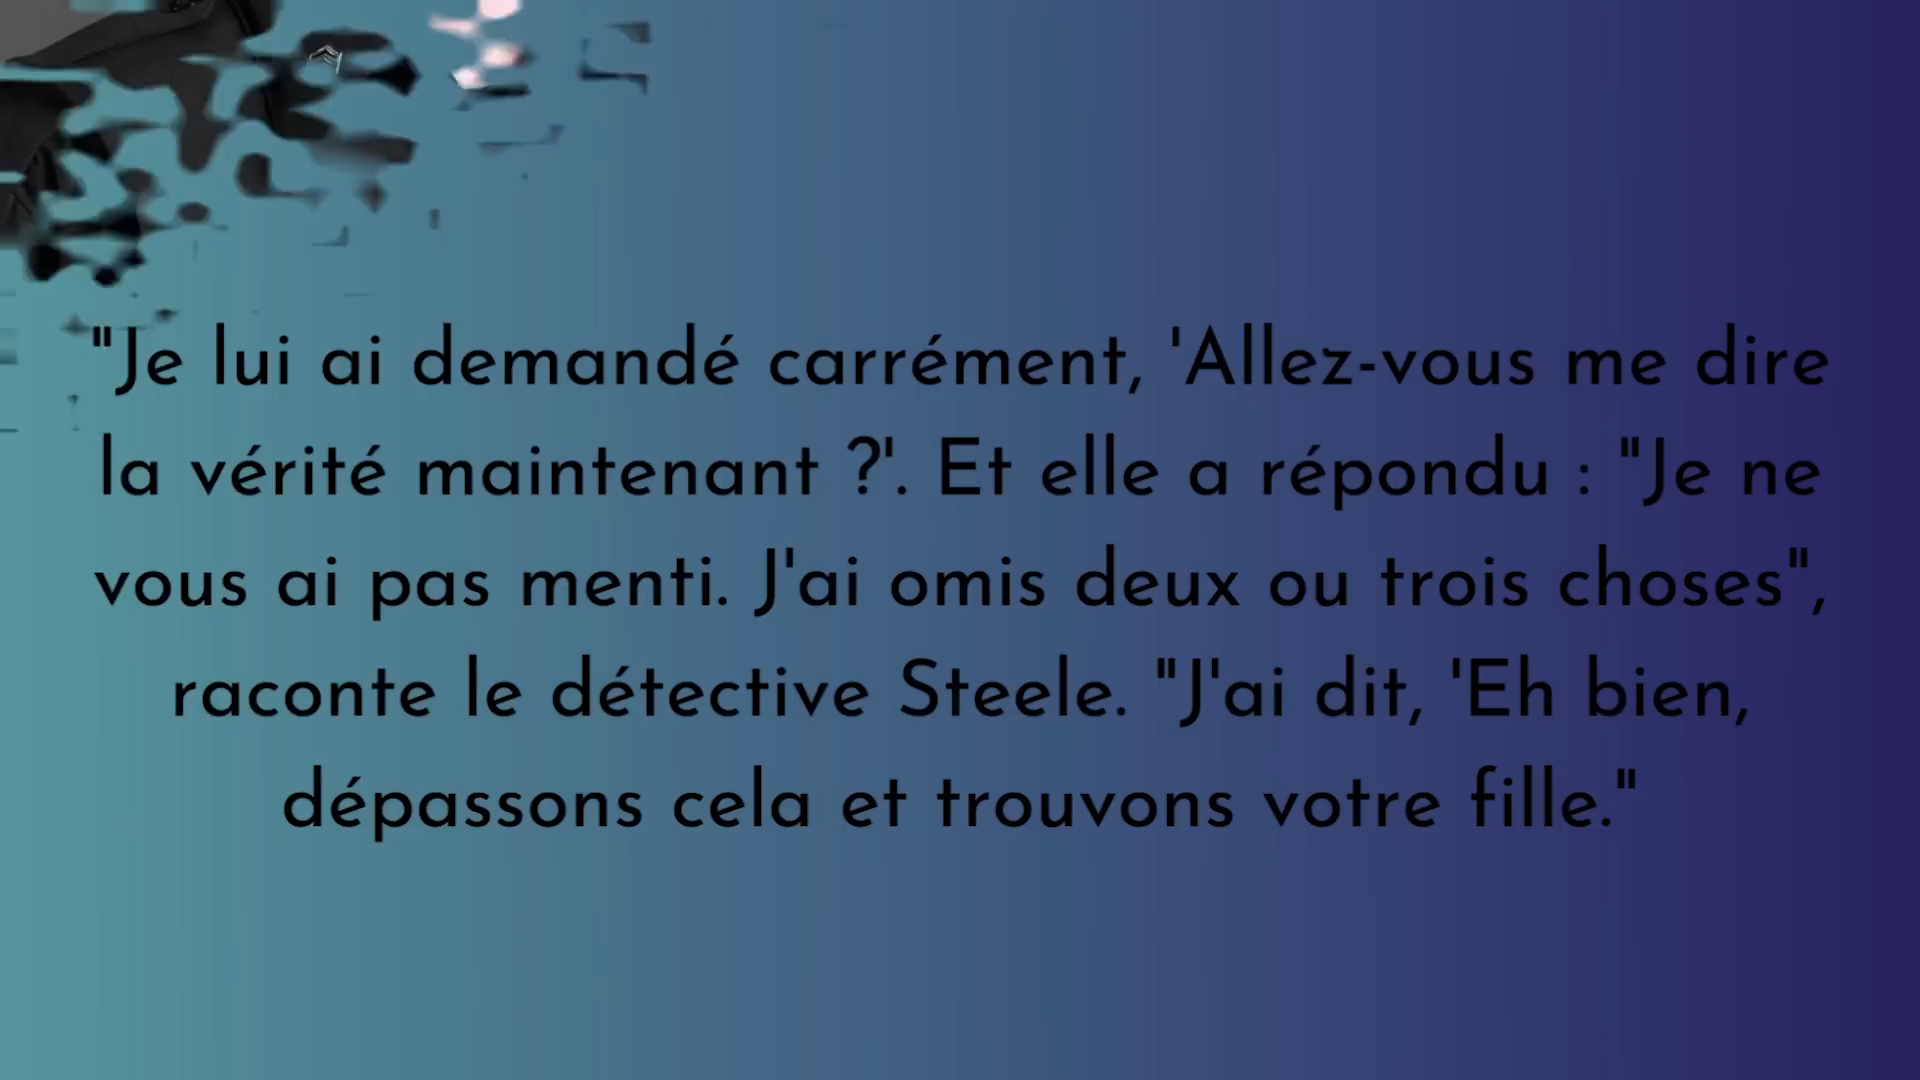 "Je lui ai demandé carrément, 'Allez-vous me dire
la vérité maintenant ?'. Et elle a répondu : "Je ne
vous ai pas menti. J'ai omis deux ou trois choses",
raconte le détective Steele. "J'ai dit, 'Eh bien,
dépassons cela et trouvons votre fille."